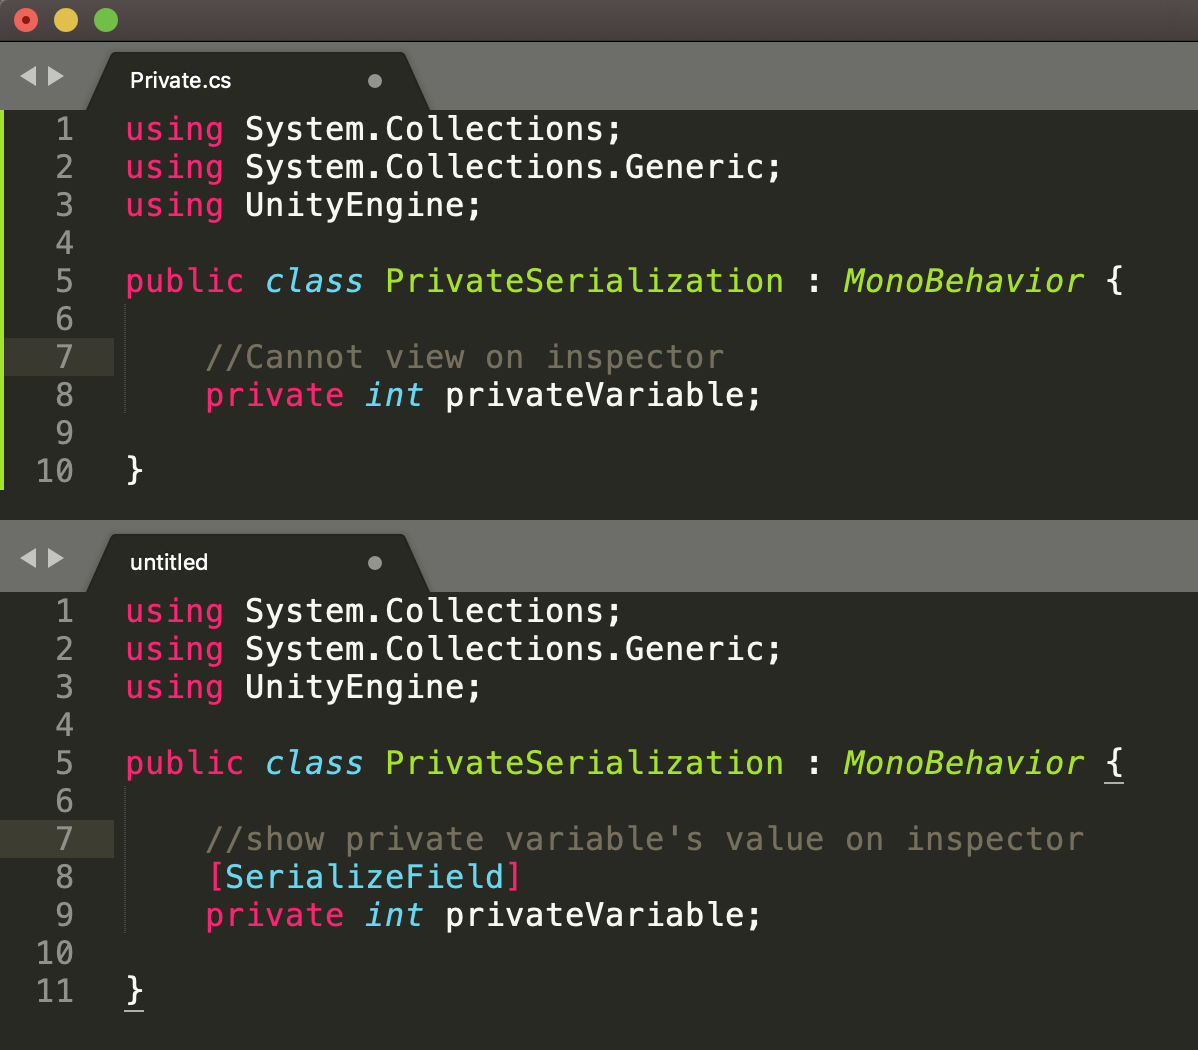 Private.cs
1 using System.Collections;
2 using System.Collections.Generic;
3 using UnityEngine;
4
5 public class PrivateSerialization : MonoBehavior {
6
7     //Cannot view on inspector
8     private int privateVariable;
9
10 }
untitled
1 using System.Collections;
2 using System.Collections.Generic;
3 using UnityEngine;
4
5 public class PrivateSerialization : MonoBehavior {
6
7     //show private variable's value on inspector
8     [SerializeField]
9     private int privateVariable;
10
11 }